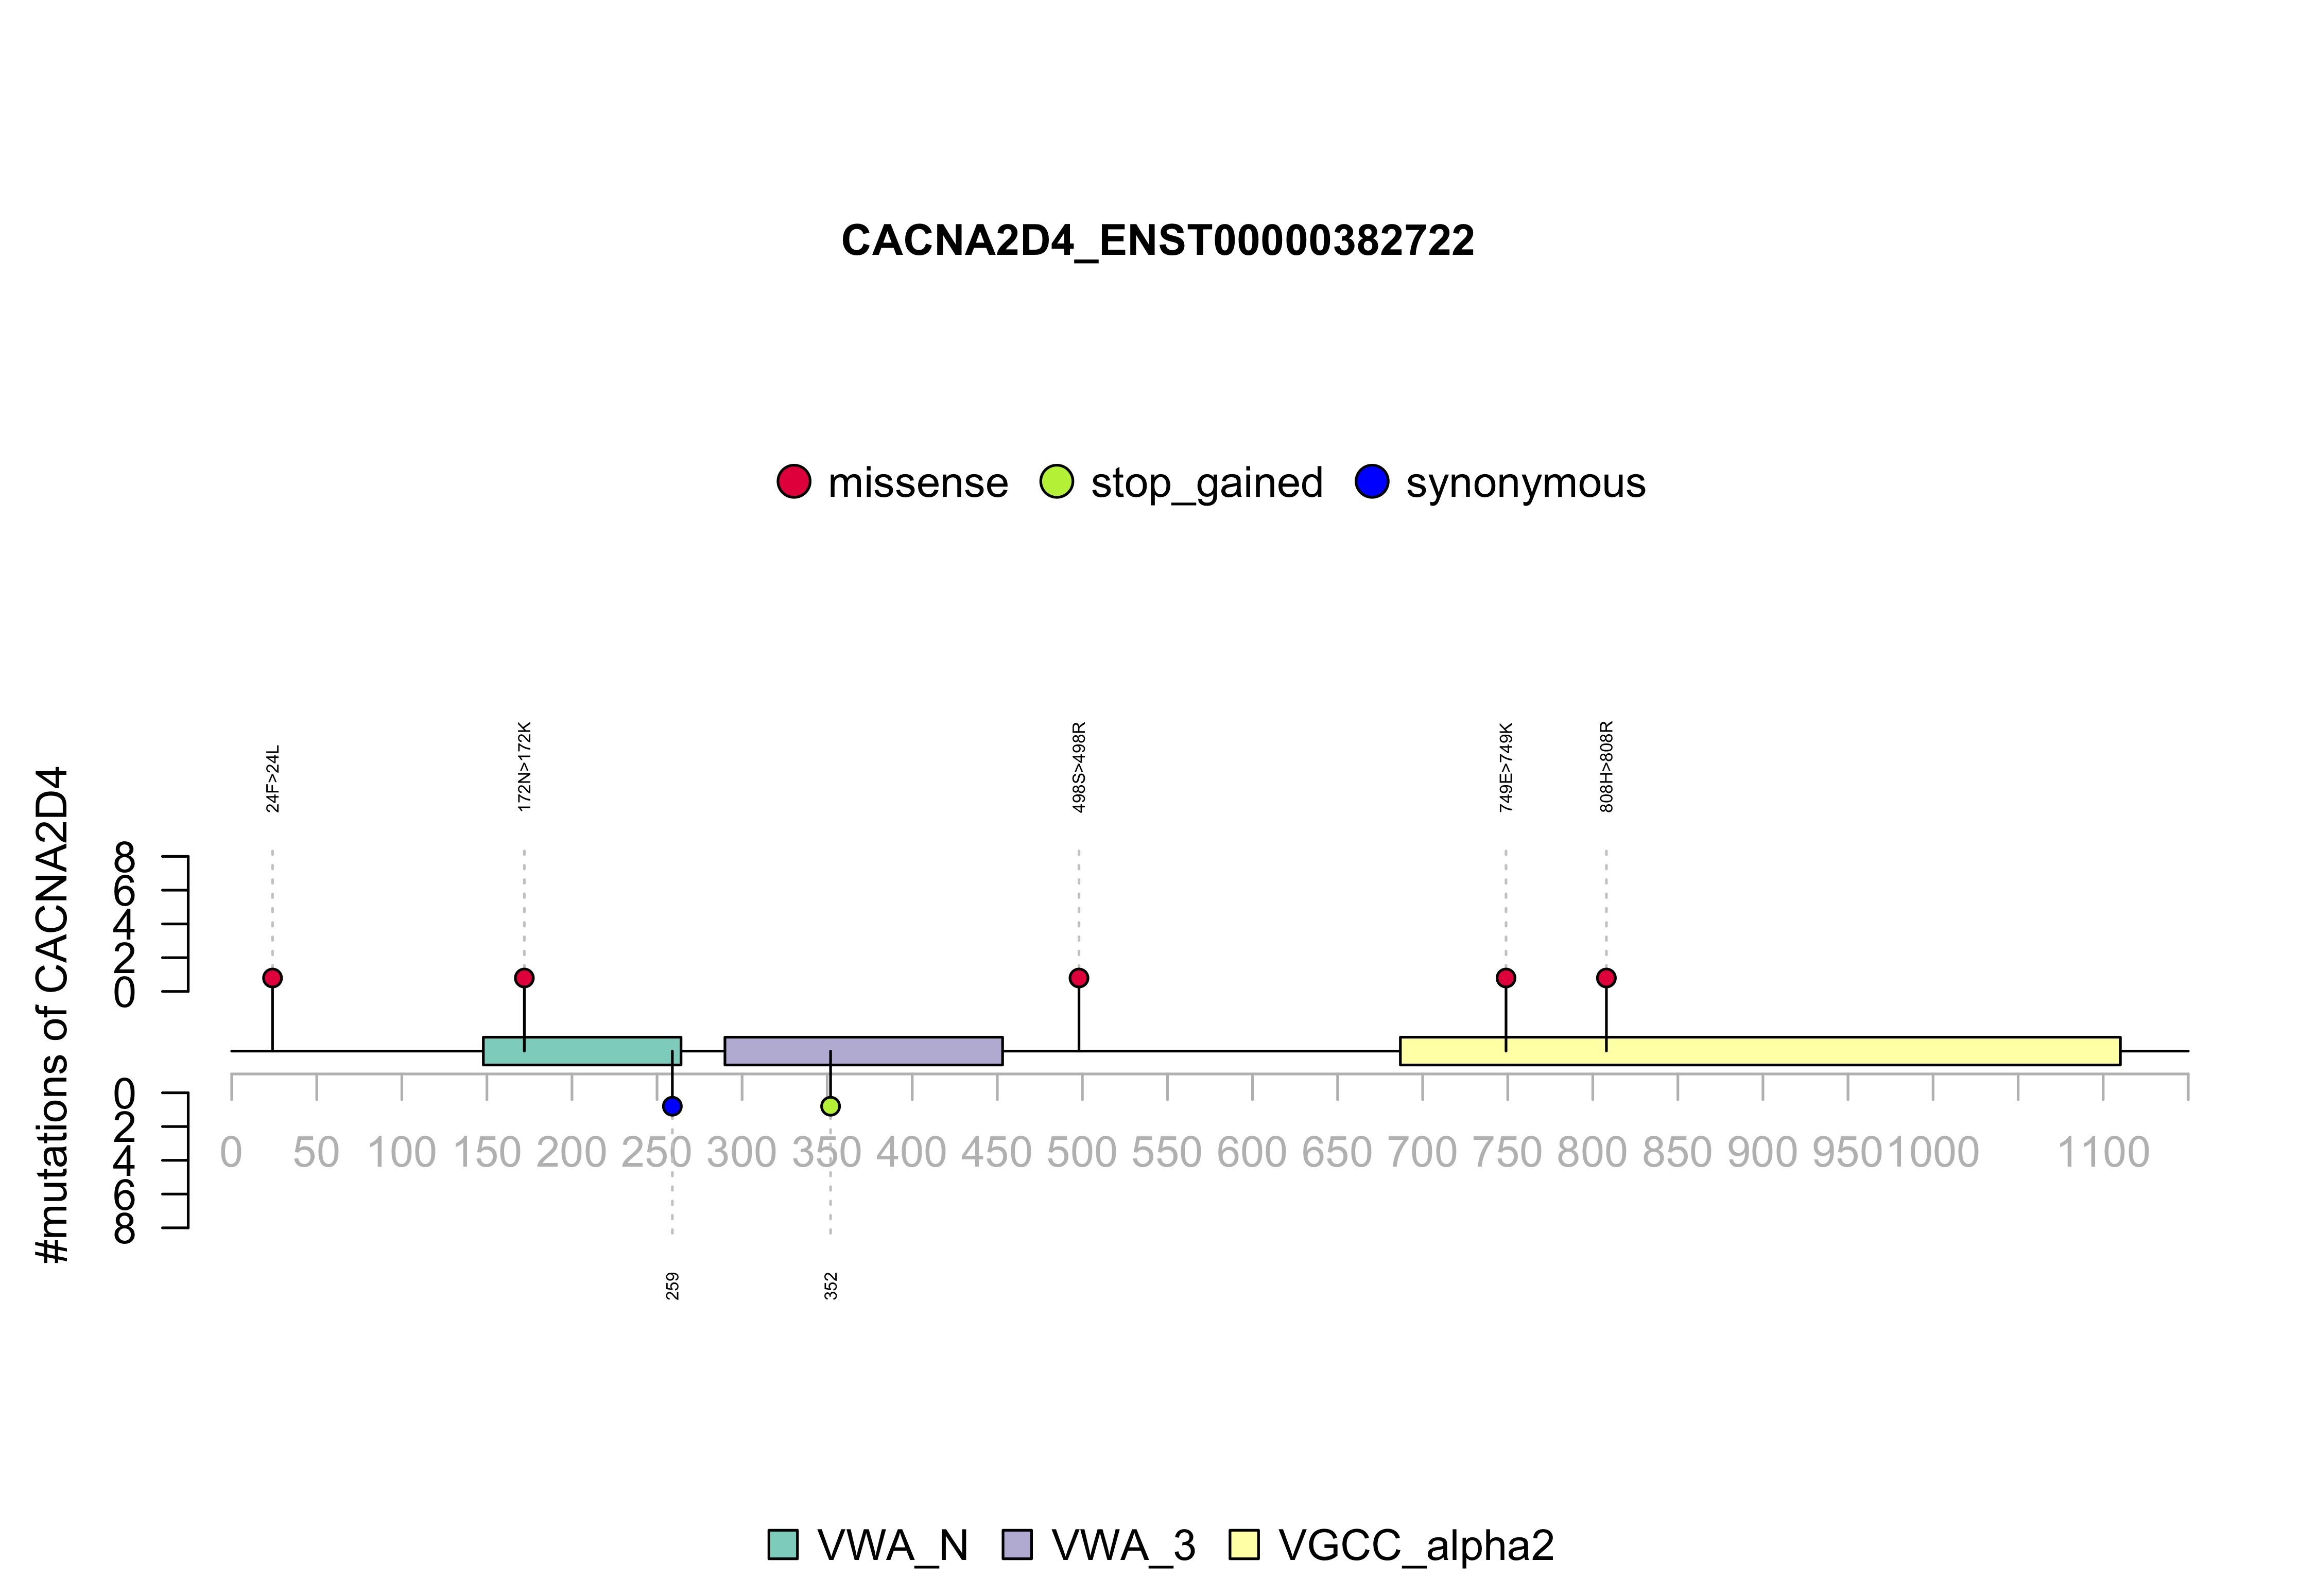 CACNA2D4_ENST00000382722
missense stop_gained synonymous
24F>24L 172N>172K 498S>498R 749E>749K 808H>808R
#mutations of CACNA2D4
8
6
4
2
0
0
2
4
6
8
0 50 100 150 200 250 300 350 400 450 500 550 600 650 700 750 800 850 900 950 1000 1100
259 352
VWA_N VWA_3 VGCC_alpha2